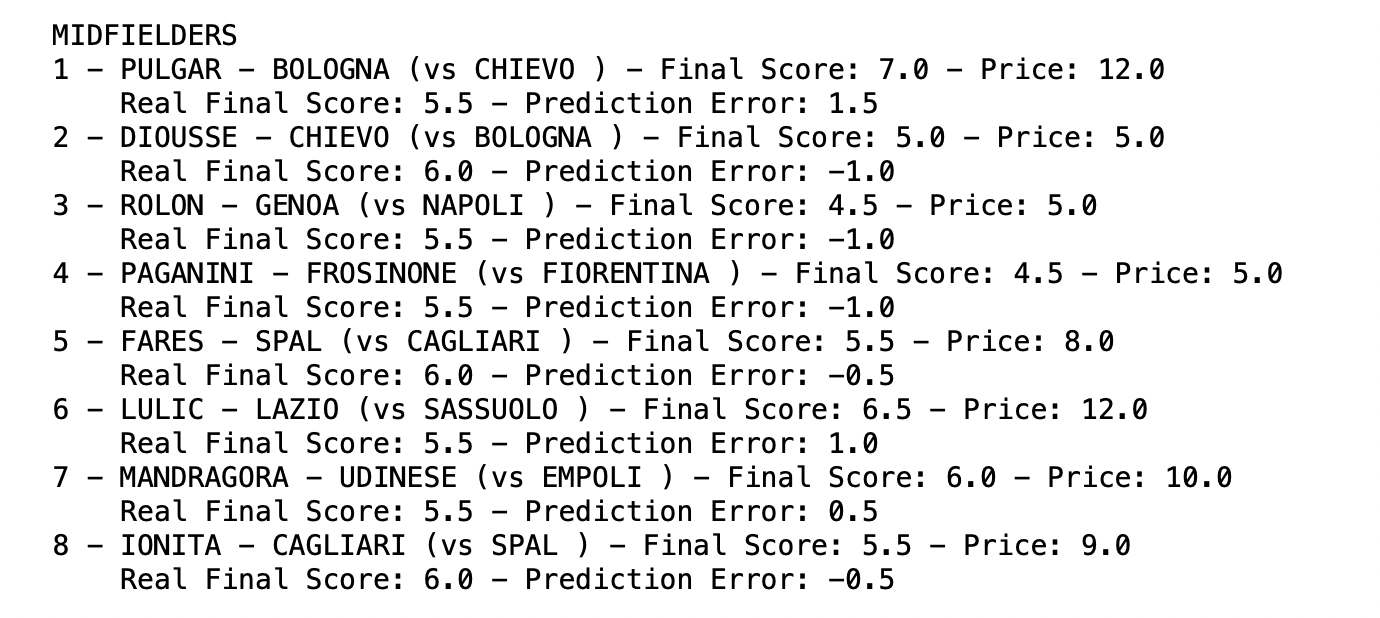 MIDFIELDERS
1 – PULGAR – BOLOGNA (vs CHIEVO ) – Final Score: 7.0 – Price: 12.0
Real Final Score: 5.5 – Prediction Error: 1.5
2 – DIOUSSE – CHIEVO (vs BOLOGNA ) – Final Score: 5.0 – Price: 5.0
Real Final Score: 6.0 – Prediction Error: –1.0
3 – ROLON – GENOA (vs NAPOLI ) – Final Score: 4.5 – Price: 5.0
Real Final Score: 5.5 – Prediction Error: –1.0
4 – PAGANINI – FROSINONE (vs FIORENTINA ) – Final Score: 4.5 – Price: 5.0
Real Final Score: 5.5 – Prediction Error: –1.0
5 – FARES – SPAL (vs CAGLIARI ) – Final Score: 5.5 – Price: 8.0
Real Final Score: 6.0 – Prediction Error: –0.5
6 – LULIC – LAZIO (vs SASSUOLO ) – Final Score: 6.5 – Price: 12.0
Real Final Score: 5.5 – Prediction Error: 1.0
7 – MANDRAGORA – UDINESE (vs EMPOLI ) – Final Score: 6.0 – Price: 10.0
Real Final Score: 5.5 – Prediction Error: 0.5
8 – IONITA – CAGLIARI (vs SPAL ) – Final Score: 5.5 – Price: 9.0
Real Final Score: 6.0 – Prediction Error: –0.5